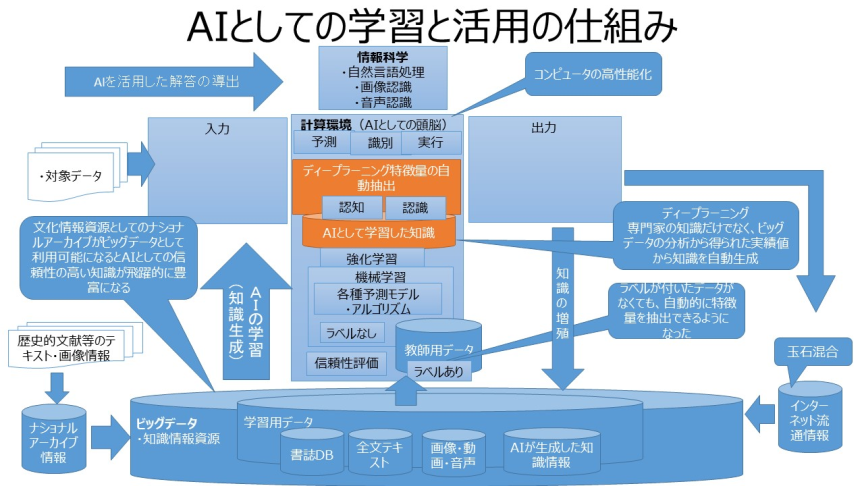 AIとしての学習と活用の仕組み
情報科学
・自然言語処理
・画像認識
・音声認識
AIを活用した解答の導出
コンピュータの高性能化
入力
計算環境（AIとしての頭脳）
予測
識別
実行
出力
・対象データ
ディープラーニング特徴量の自
動抽出
認知
認識
AIとして学習した知識
文化情報資源としてのナショナ
ルアーカイブがビッグデータとして
利用可能になるとAIとしての信
頼性の高い知識が飛躍的に豊
富になる
ディープラーニング
専門家の知識だけでなく、ビッグ
データの分析から得られた実績値
から知識を自動生成
強化学習
機械学習
各種予測モデル
・アルゴリズム
ラベルなし
信頼性評価
教師用データ
ラベルあり
AIの学習
（知識生成）
知識の増殖
ラベルが付いたデータが
なくても、自動的に特徴
量を抽出できるように
なった
歴史的文献等のテ
キスト・画像情報
玉石混合
ナショナル
アーカイブ
情報
ビッグデータ
・知識情報資源
学習用データ
書誌DB
全文テキ
スト
画像・動
画・音声
AIが生成した知
識情報
インター
ネット流
通情報